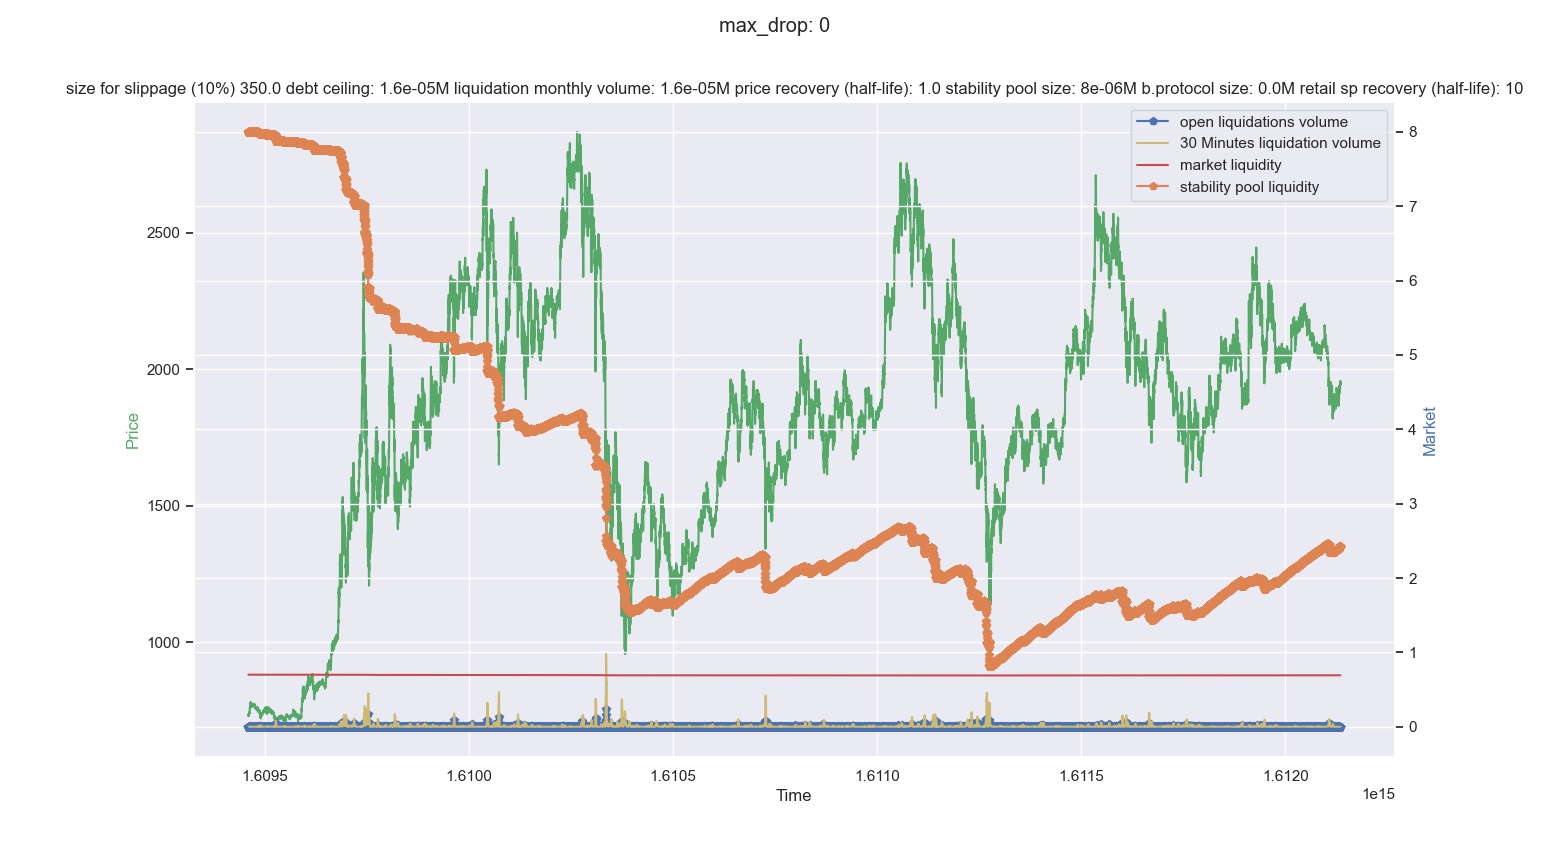 max_drop: 0
size for slippage (10%) 350.0 debt ceiling: 1.6e-05M liquidation monthly volume: 1.6e-05M price recovery (half-life): 1.0 stability pool size: 8e-06M b.protocol size: 0.0M retail sp recovery (half-life): 10
open liquidations volume
30 Minutes liquidation volume
market liquidity
stability pool liquidity
2500
2000
1500
1000
Price
8
7
6
5
4
3
2
1
0
Market
1.6095
1.6100
1.6105
1.6110
1.6115
1.6120
Time
1e15